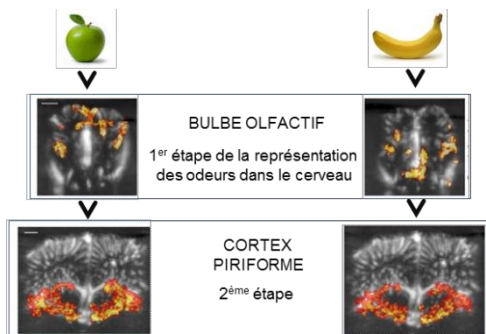 BULBE OLFACTIF
1er étape de la représentation
des odeurs dans le cerveau
CORTEX
PIRIFORME
2ème étape